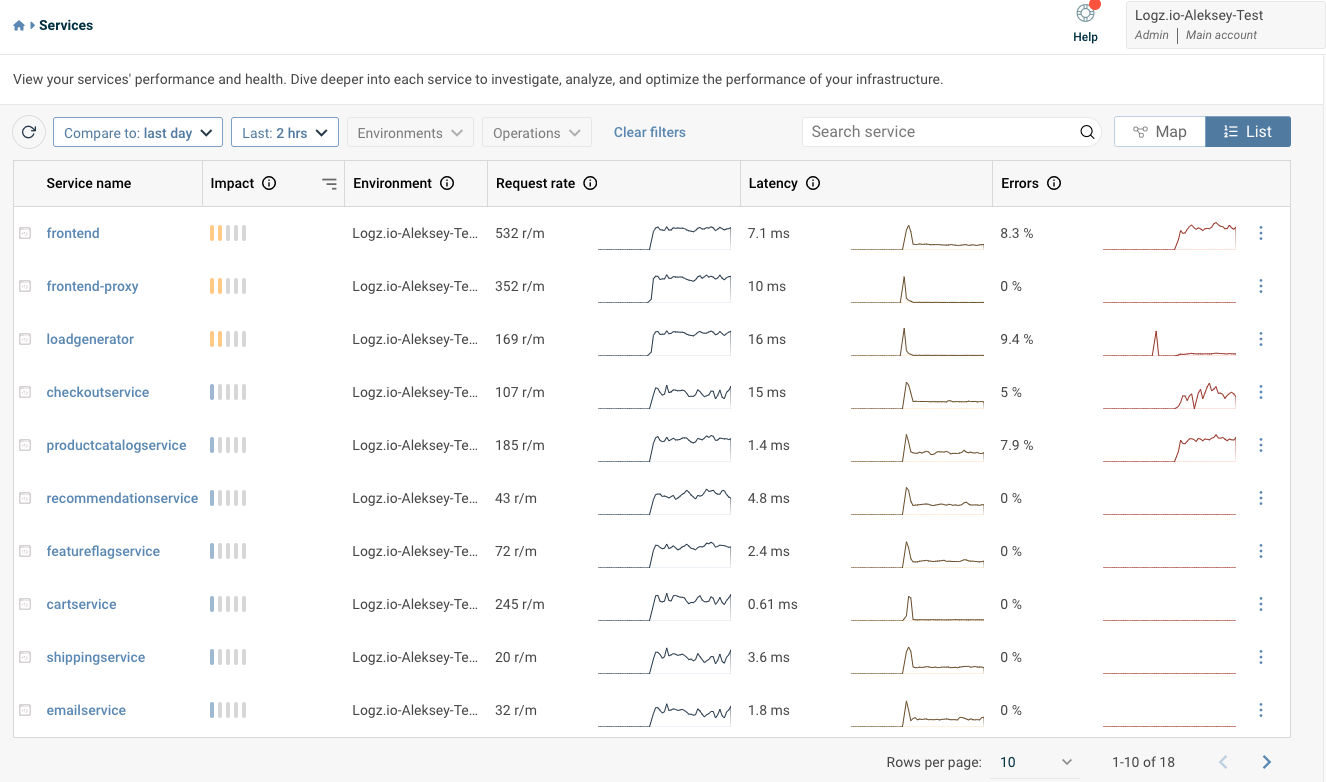 Services
Help
Logz.io-Aleksey-Test
Admin | Main account
View your services' performance and health. Dive deeper into each service to investigate, analyze, and optimize the performance of your infrastructure.
Compare to: last day Last: 2 hrs Environments Operations Clear filters Search service Map List
Service name Impact Environment Request rate Latency Errors
frontend Logz.io-Aleksey-Te... 532 r/m 7.1 ms 8.3 %
frontend-proxy Logz.io-Aleksey-Te... 352 r/m 10 ms 0 %
loadgenerator Logz.io-Aleksey-Te... 169 r/m 16 ms 9.4 %
checkoutservice Logz.io-Aleksey-Te... 107 r/m 15 ms 5 %
productcatalogservice Logz.io-Aleksey-Te... 185 r/m 1.4 ms 7.9 %
recommendationservice Logz.io-Aleksey-Te... 43 r/m 4.8 ms 0 %
featureflagservice Logz.io-Aleksey-Te... 72 r/m 2.4 ms 0 %
cartservice Logz.io-Aleksey-Te... 245 r/m 0.61 ms 0 %
shippingservice Logz.io-Aleksey-Te... 20 r/m 3.6 ms 0 %
emailservice Logz.io-Aleksey-Te... 32 r/m 1.8 ms 0 %
Rows per page: 10 1-10 of 18